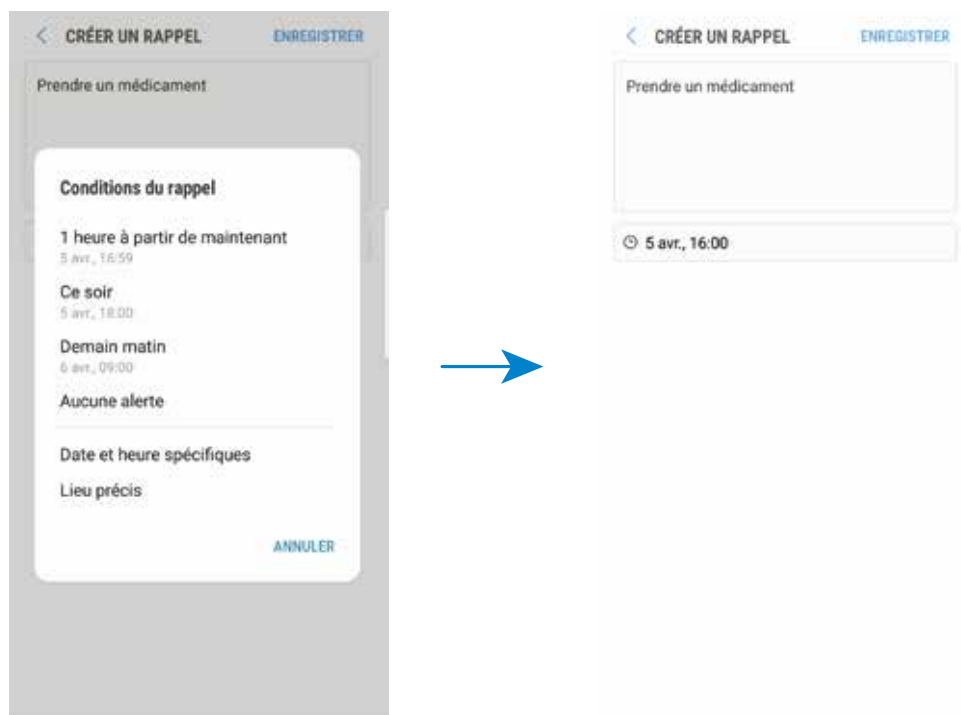 CRÉER UN RAPPEL ENREGISTRER
Prendre un médicament
Conditions du rappel
1 heure à partir de maintenant
5 avr., 16:59
Ce soir
5 avr., 18:00
Demain matin
6 avr., 09:00
Aucune alerte
Date et heure spécifiques
Lieu précis
ANNULER
CRÉER UN RAPPEL ENREGISTRER
Prendre un médicament
5 avr., 16:00